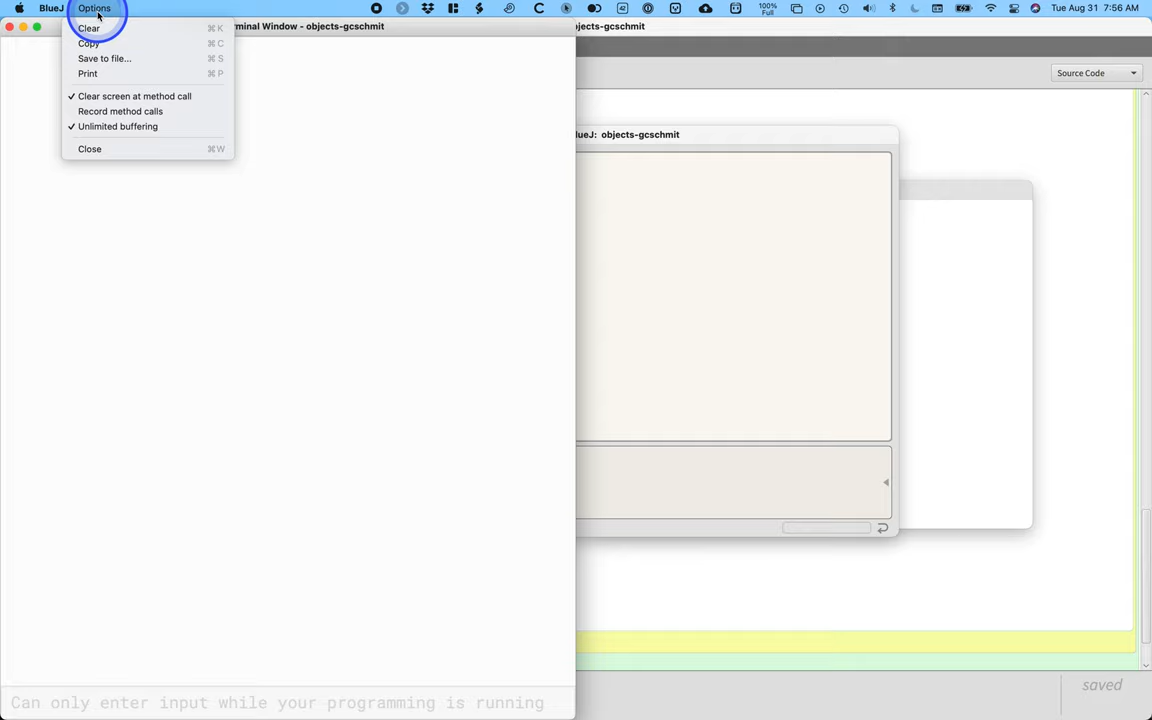 BlueJ Options 100% Full Tue Aug 31 7:56 AM
rminal Window - objects-gcschmit
bjects-gcschmit
Clear ⌘K
Copy ⌘C
Save to file... ⌘S
Print ⌘P
✓ Clear screen at method call
Record method calls
✓ Unlimited buffering
Close ⌘W
Source Code
lueJ: objects-gcschmit
saved
Can only enter input while your programming is running